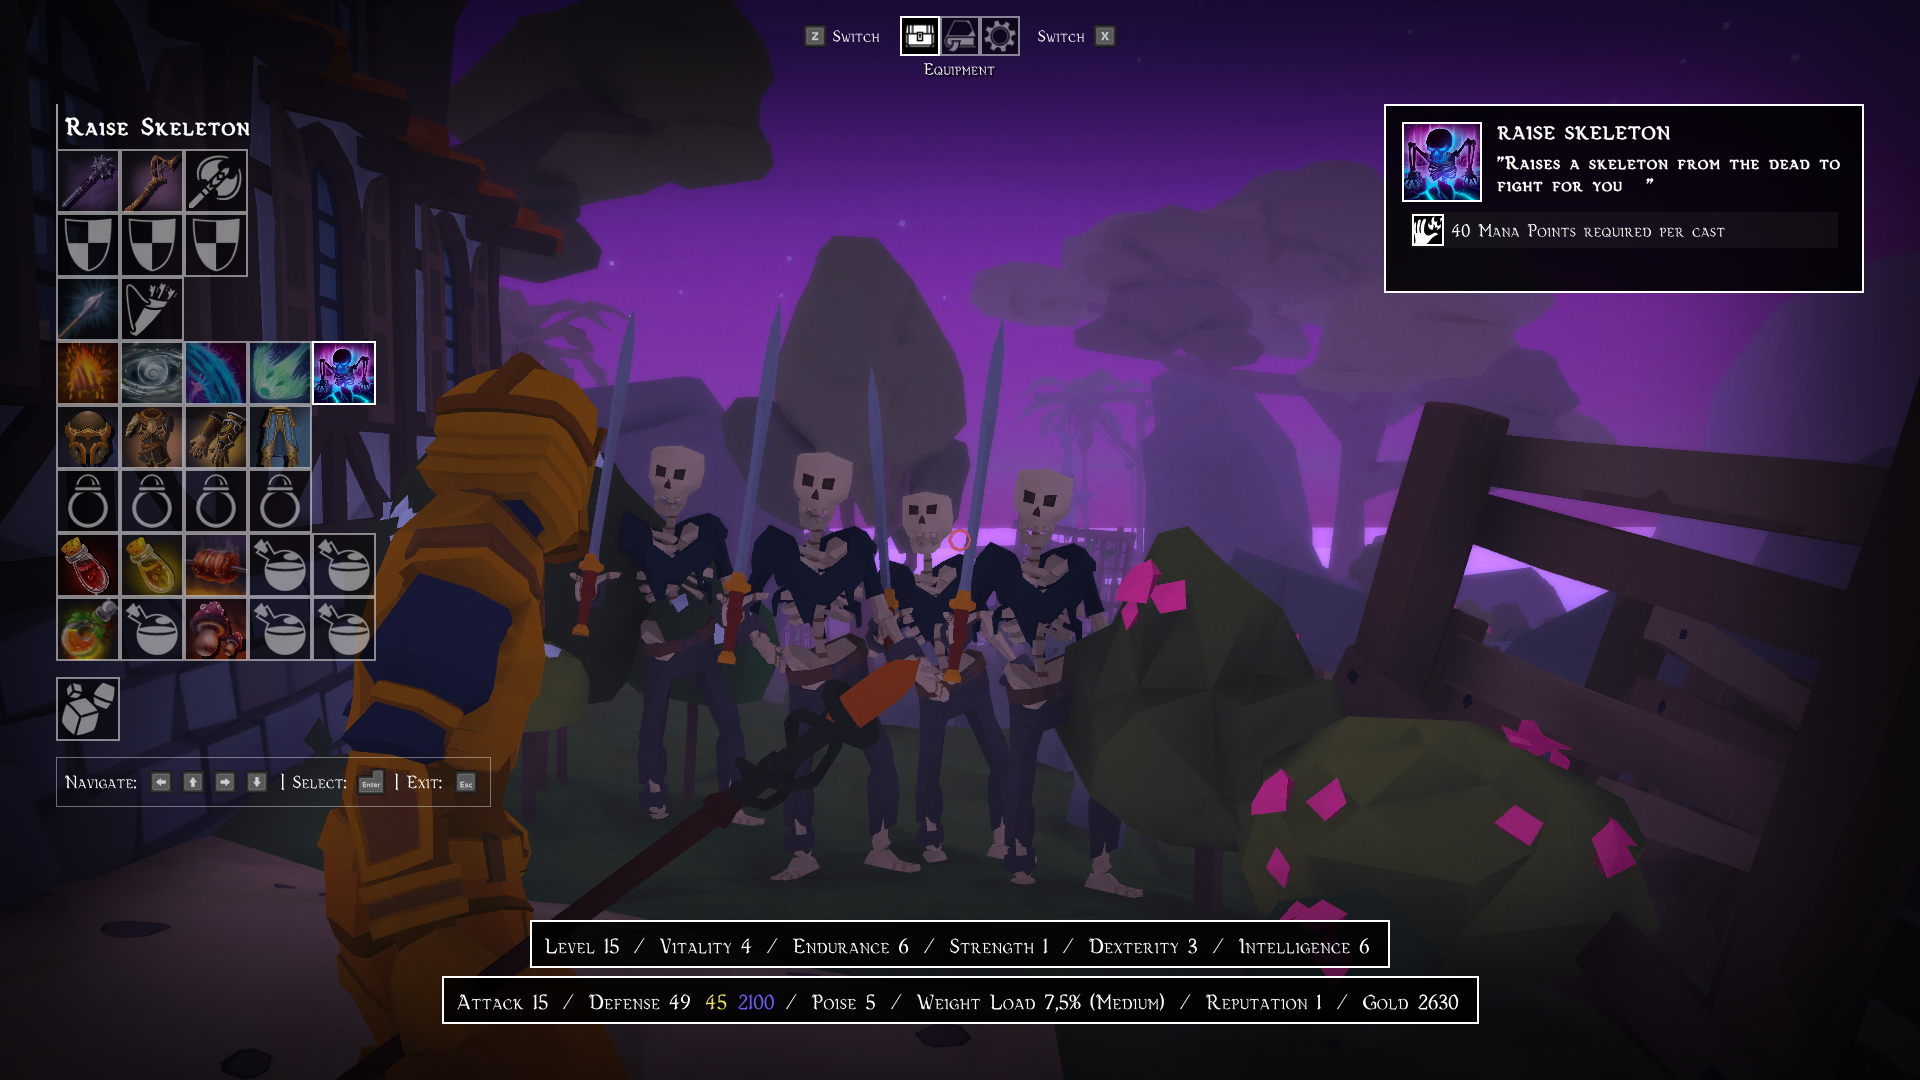 Z Switch Switch X
Equipment
Raise Skeleton
RAISE SKELETON
"Raises a skeleton from the dead to
fight for you "
40 Mana Points required per cast
Navigate: | Select: Enter | Exit: Esc
Level 15 / Vitality 4 / Endurance 6 / Strength 1 / Dexterity 3 / Intelligence 6
Attack 15 / Defense 49 45 2100 / Poise 5 / Weight Load 7,5% (Medium) / Reputation 1 / Gold 2630